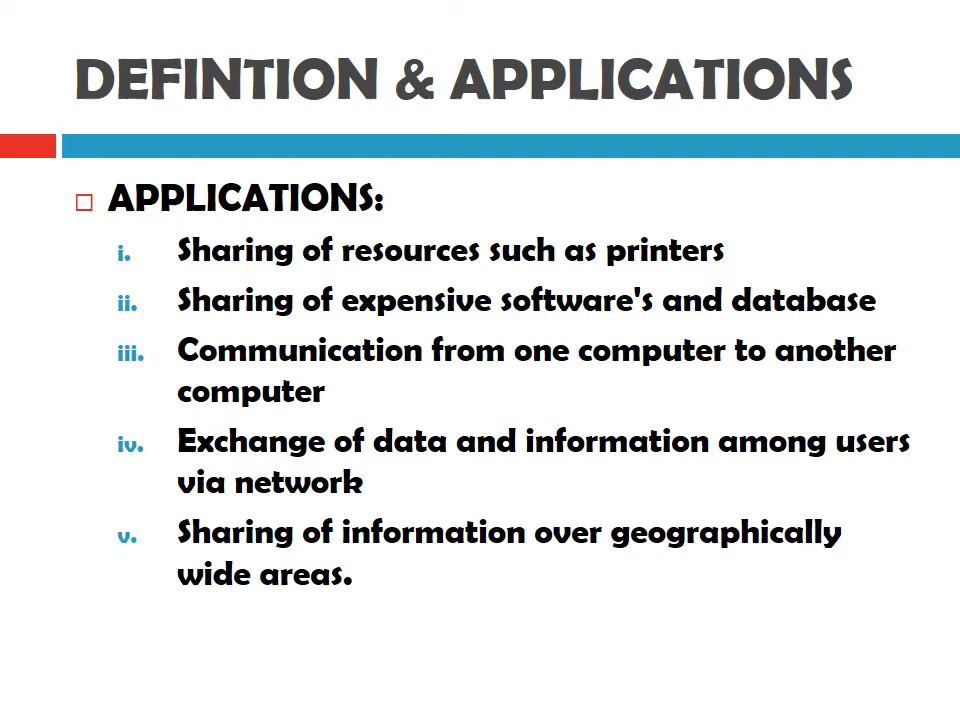 DEFINTION & APPLICATIONS
APPLICATIONS:
i. Sharing of resources such as printers
ii. Sharing of expensive software's and database
iii. Communication from one computer to another
computer
iv. Exchange of data and information among users
via network
v. Sharing of information over geographically
wide areas.